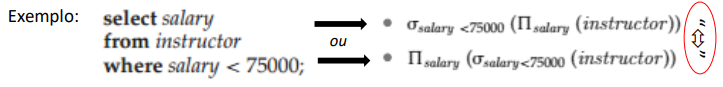 Exemplo: select salary • σsalary <75000 (Πsalary (instructor)) "
from instructor ou ⇕
where salary < 75000; • Πsalary (σsalary<75000 (instructor)) "